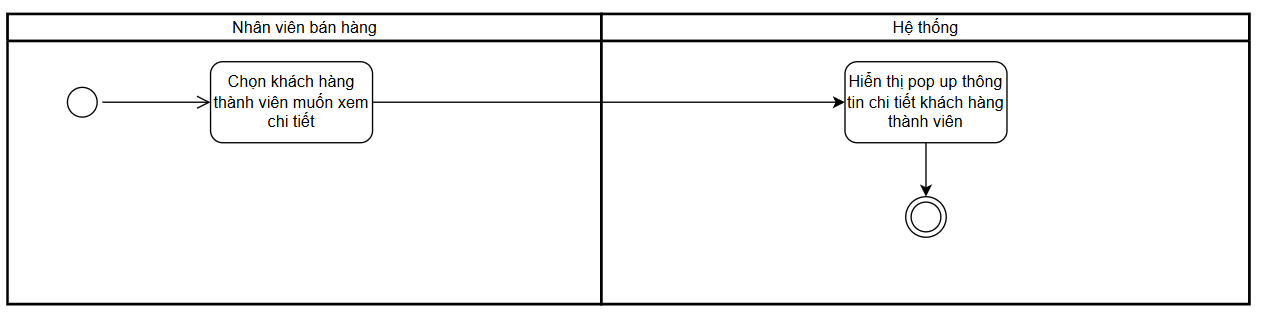 Nhân viên bán hàng
Hệ thống
Chọn khách hàng
thành viên muốn xem
chi tiết
Hiển thị pop up thông
tin chi tiết khách hàng
thành viên